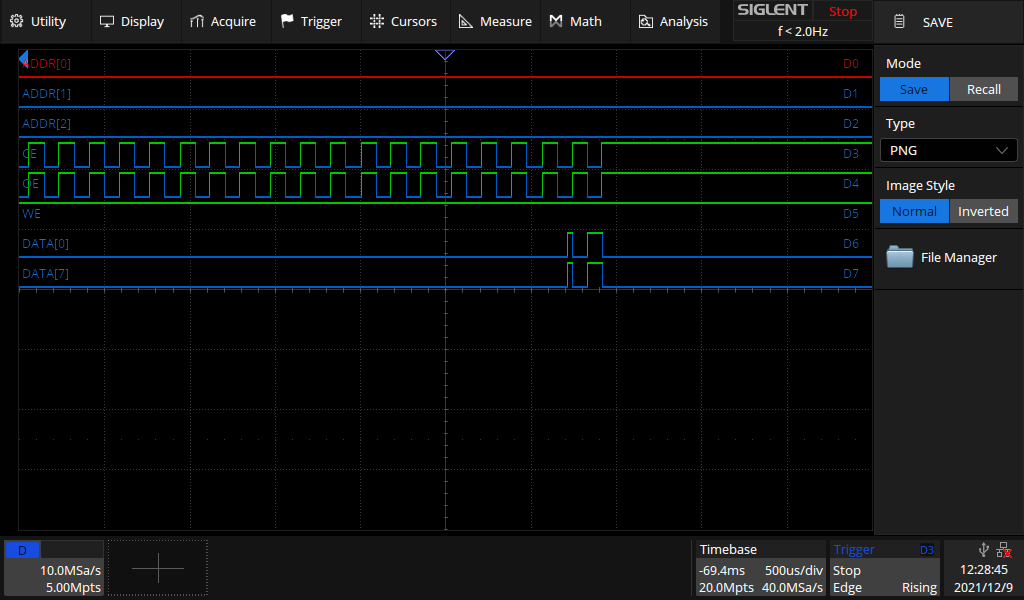 Utility Display Acquire Trigger Cursors Measure Math Analysis SIGLENT Stop SAVE
f < 2.0Hz
ADDR[0] D0 Mode
Save Recall
ADDR[1] D1
ADDR[2] D2 Type
CE D3 PNG
OE D4 Image Style
WE D5 Normal Inverted
DATA[0] D6 File Manager
DATA[7] D7
D Timebase Trigger D3
10.0MSa/s -69.4ms 500us/div Stop 12:28:45
5.00Mpts 20.0Mpts 40.0MSa/s Edge Rising 2021/12/9